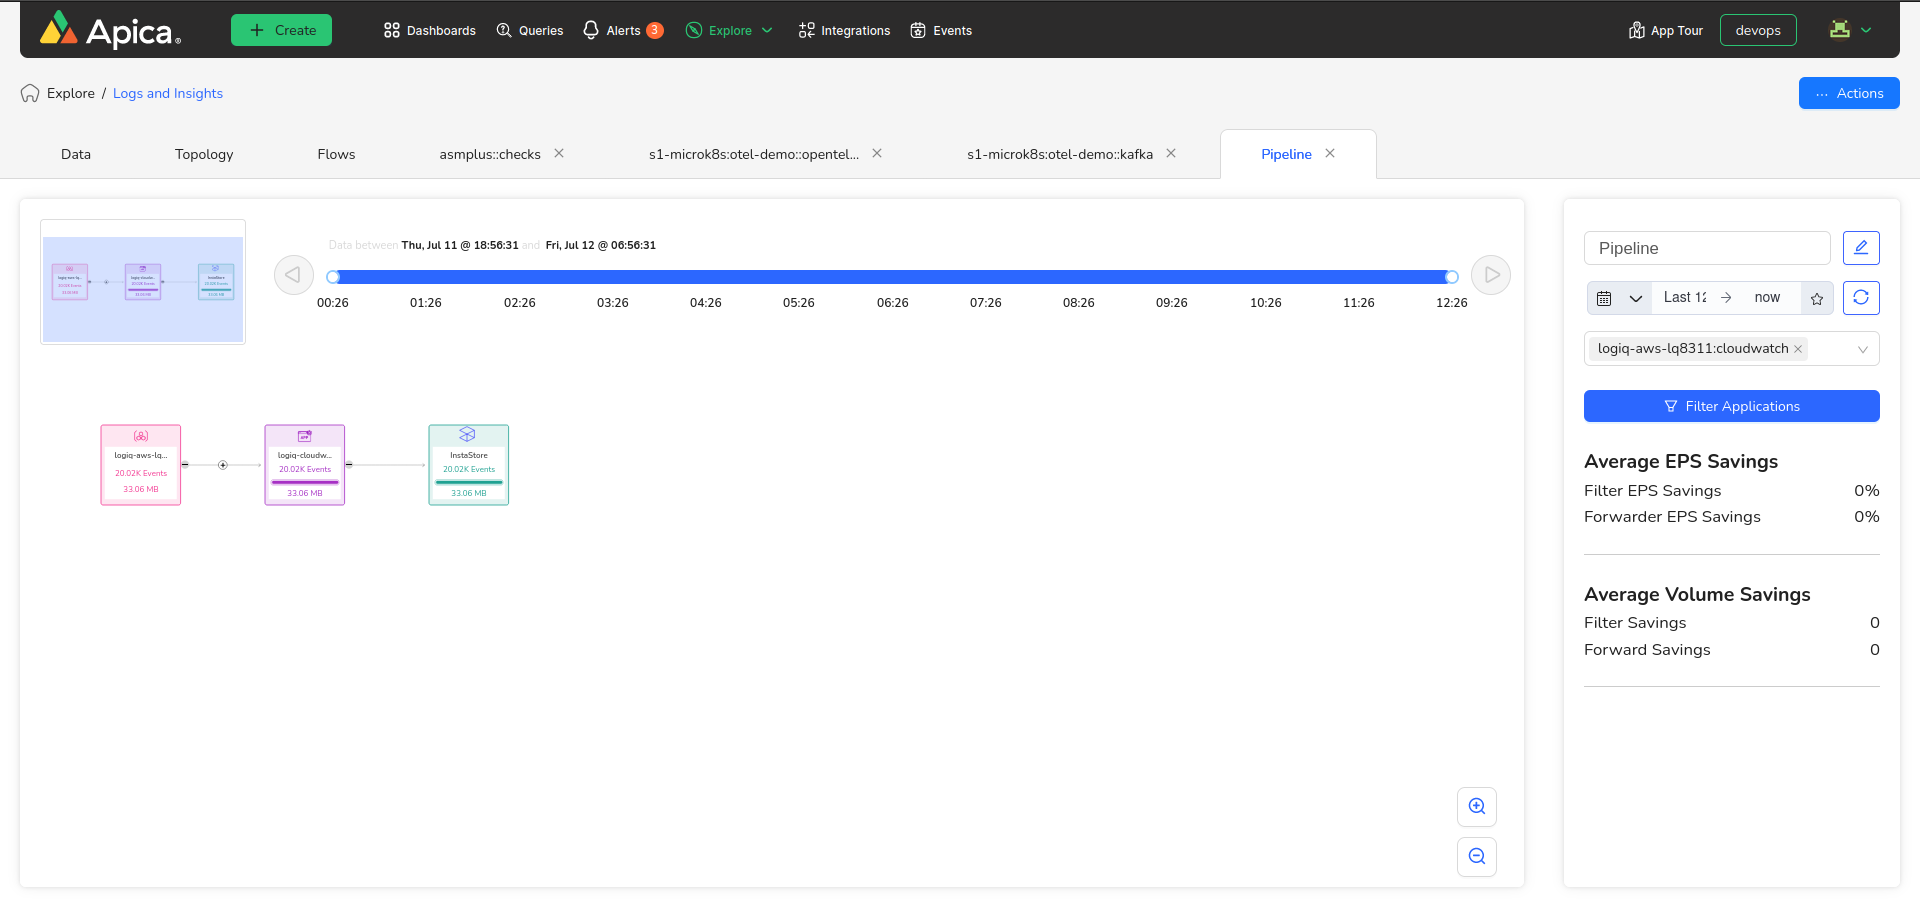 Apica®
Create
Dashboards
Queries
Alerts 3
Explore
Integrations
Events
App Tour
devops
Explore / Logs and Insights
··· Actions
Data
Topology
Flows
asmplus::checks
s1-microk8s:otel-demo::opentel...
s1-microk8s:otel-demo::kafka
Pipeline
Data between Thu, Jul 11 @ 18:56:31 and Fri, Jul 12 @ 06:56:31
00:26 01:26 02:26 03:26 04:26 05:26 06:26 07:26 08:26 09:26 10:26 11:26 12:26
logiq-aws-lq...
20.02K Events
33.06 MB
APP
logiq-cloudw...
20.02K Events
33.06 MB
InstaStore
20.02K Events
33.06 MB
Pipeline
Last 12 → now
logiq-aws-lq8311:cloudwatch
Filter Applications
Average EPS Savings
Filter EPS Savings 0%
Forwarder EPS Savings 0%
Average Volume Savings
Filter Savings 0
Forward Savings 0